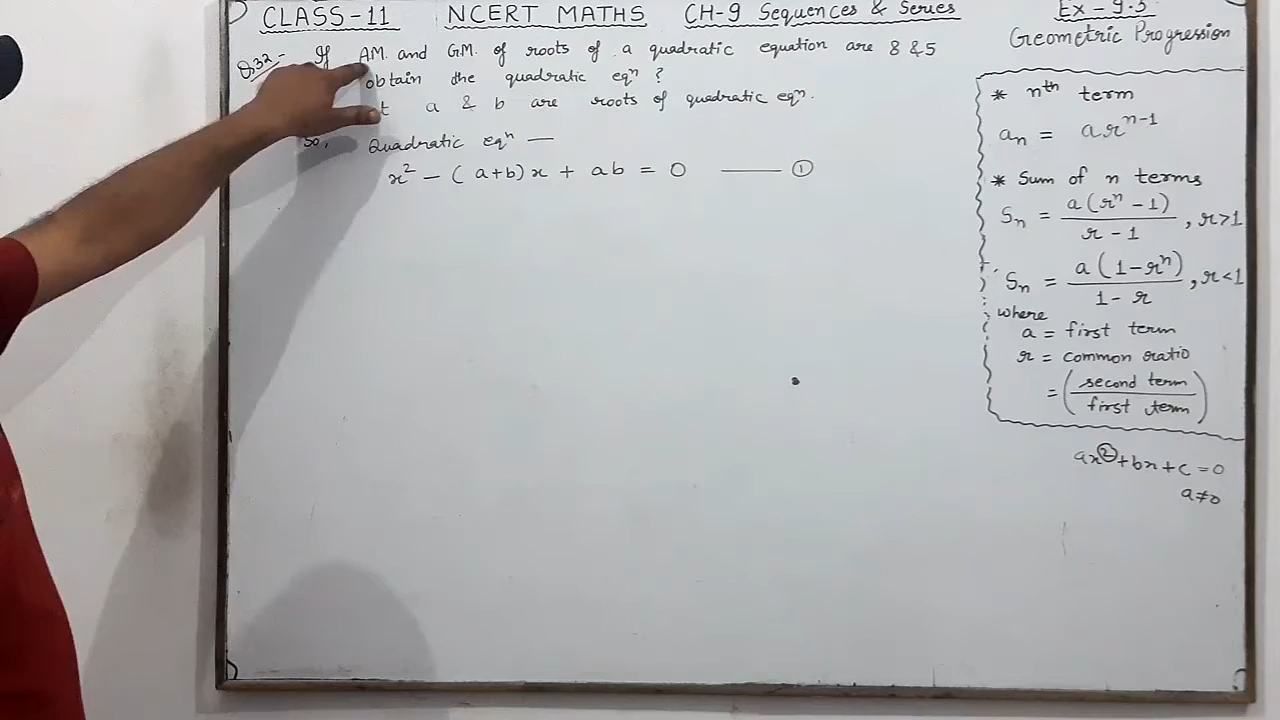 CLASS-11 NCERT MATHS CH-9 Sequences & Series Ex - 9.3
Geometric Progression
Q.32- If A.M. and G.M. of roots of a quadratic equation are 8 & 5
obtain the quadratic eqⁿ ?
a & b are roots of quadratic eqⁿ.
So, Quadratic eqⁿ —
x² - (a+b)x + ab = 0 —— ①
* nᵗʰ term
aₙ = arⁿ⁻¹
* Sum of n terms
Sₙ = a(rⁿ - 1) / r - 1 , r>1
Sₙ = a(1-rⁿ) / 1 - r , r<1
where
a = first term
r = common ratio
= (second term / first term)
ax² + bx + c = 0
a≠0